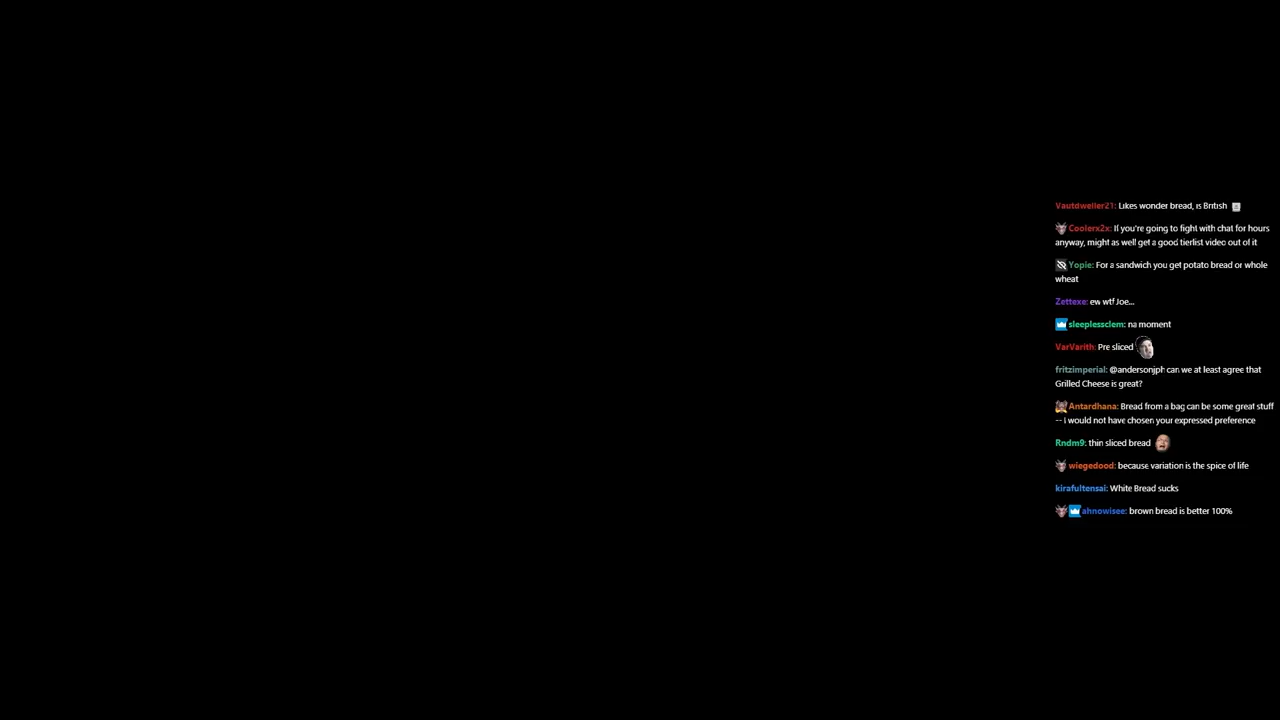 Vautdweller21: Likes wonder bread, is British
Coolerx2x: If you're going to fight with chat for hours
anyway, might as well get a good tierlist video out of it
Yopie: For a sandwich you get potato bread or whole
wheat
Zettexe: ew wtf Joe...
sleeplessclem: na moment
VarVarith: Pre sliced
fritzimperial: @andersonjph can we at least agree that
Grilled Cheese is great?
Antardhana: Bread from a bag can be some great stuff
-- i would not have chosen your expressed preference
Rndm9: thin sliced bread
wiegedood: because variation is the spice of life
kirafultensai: White Bread sucks
ahnowisee: brown bread is better 100%